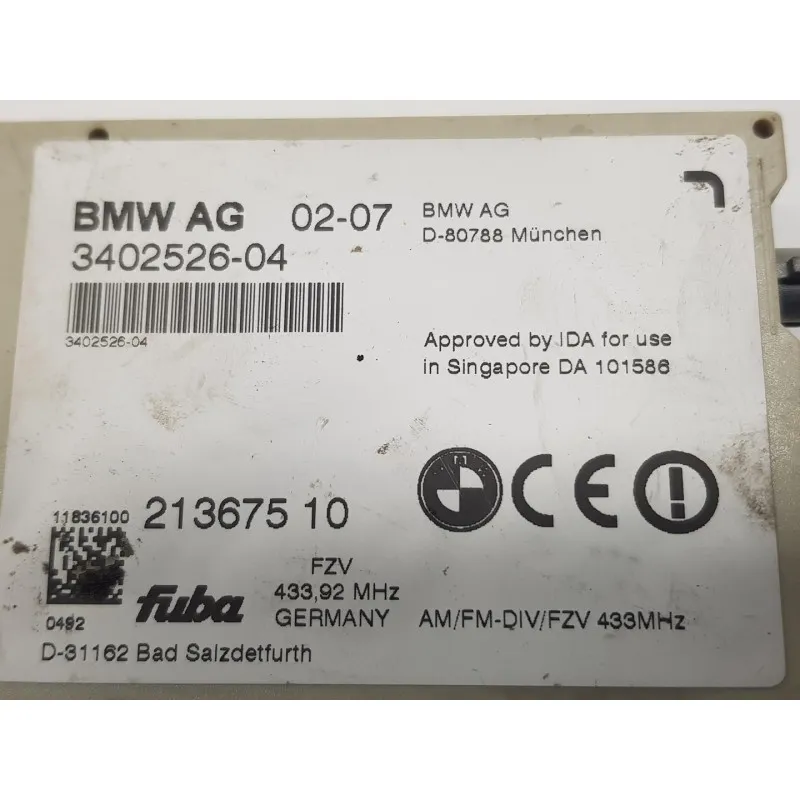 BMW AG 02-07
3402526-04
3402526-04
BMW AG
D-80788 München
Approved by IDA for use
in Singapore DA 101586
11836100 213675 10
0492
fuba
FZV
433,92 MHz
GERMANY
D-31162 Bad Salzdetfurth
CE
AM/FM-DIV/FZV 433MHz